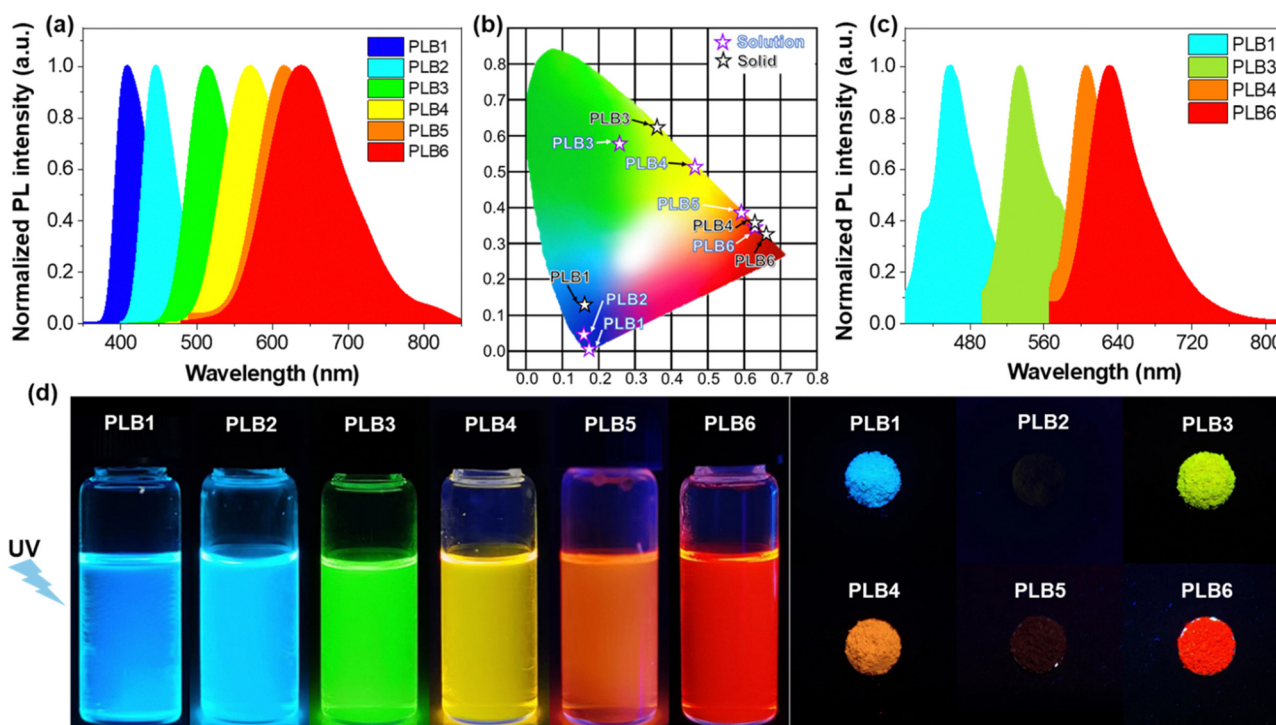 (a)
Normalized PL intensity (a.u.)
1.0
0.8
0.6
0.4
0.2
0.0
400
500
600
700
800
Wavelength (nm)
PLB1
PLB2
PLB3
PLB4
PLB5
PLB6
(b)
Solution
Solid
0.8
0.7
0.6
0.5
0.4
0.3
0.2
0.1
0.0
0.0 0.1 0.2 0.3 0.4 0.5 0.6 0.7 0.8
PLB3
PLB3
PLB4
PLB5
PLB4
PLB6
PLB6
PLB1
PLB2
PLB1
(c)
Normalized PL intensity (a.u.)
1.0
0.8
0.6
0.4
0.2
0.0
480
560
640
720
800
Wavelength (nm)
PLB1
PLB3
PLB4
PLB6
(d)
UV
PLB1 PLB2 PLB3 PLB4 PLB5 PLB6
PLB1 PLB2 PLB3
PLB4 PLB5 PLB6